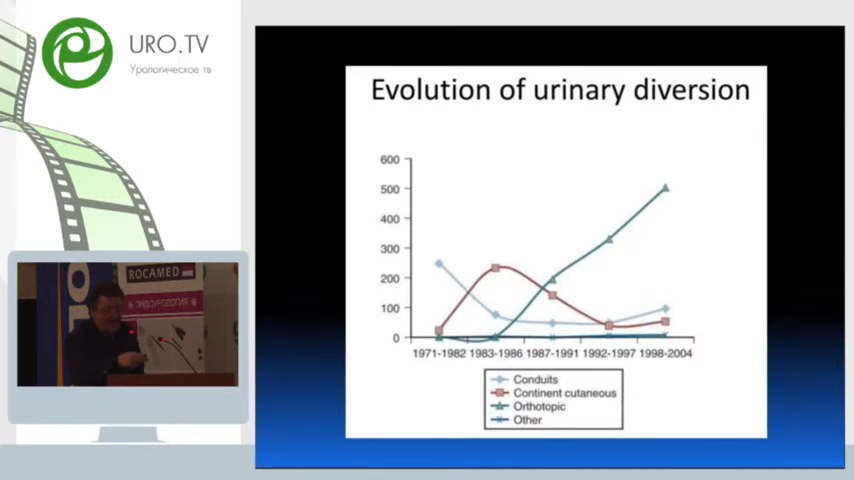 URO.TV
Урологическое тв
Evolution of urinary diversion
600
500
400
300
200
100
0
1971-1982 1983-1986 1987-1991 1992-1997 1998-2004
Conduits
Continent cutaneous
Orthotopic
Other
ROCAMED
ЭНДОУРОЛОГИЯ